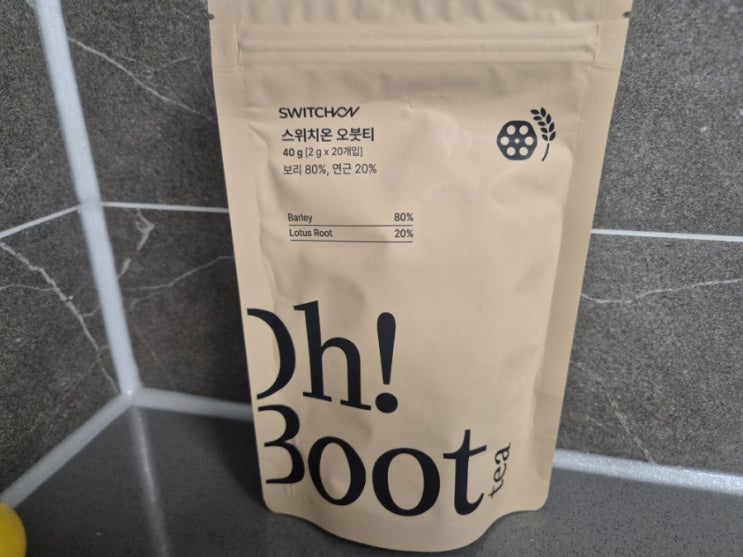 SWITCHON
스위치온 오붓티
40 g [2 g x 20개입]
보리 80%, 연근 20%
Barley 80%
Lotus Root 20%
Oh!
Boot
tea